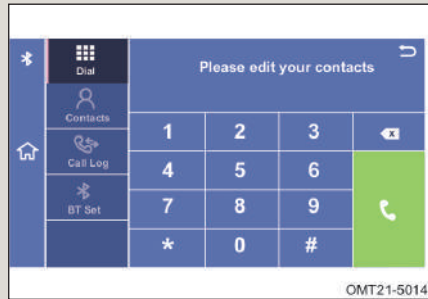 Dial
Please edit your contacts
Contacts
Call Log
BT Set
1 2 3
4 5 6
7 8 9
* 0 #
OMT21-5014